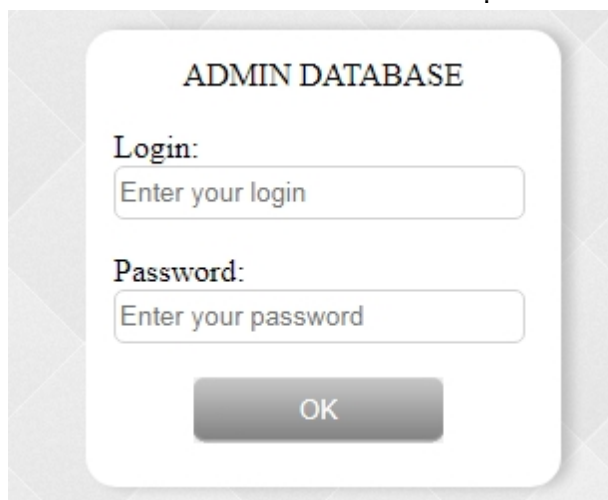 ADMIN DATABASE
Login:
Enter your login
Password:
Enter your password
OK